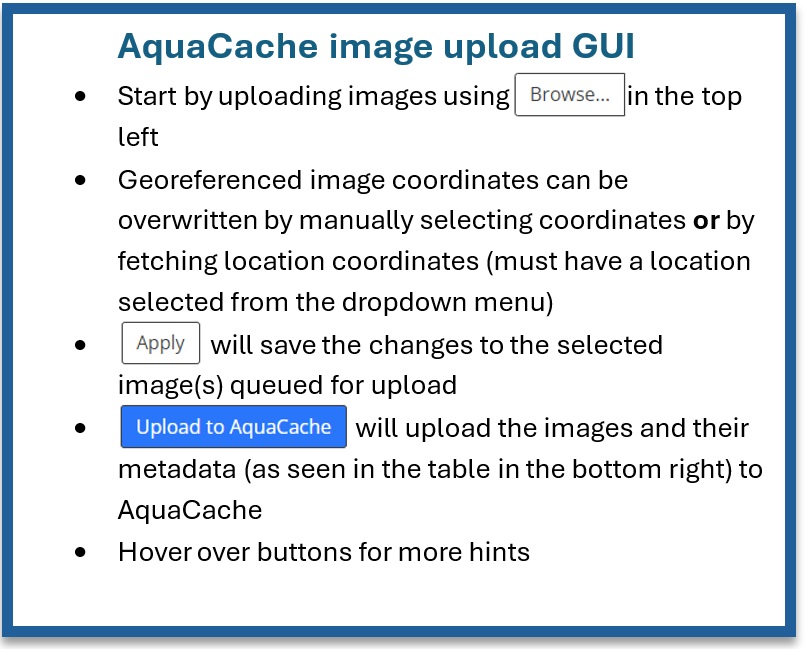 AquaCache image upload GUI
• Start by uploading images using Browse... in the top
left
• Georeferenced image coordinates can be
overwritten by manually selecting coordinates or by
fetching location coordinates (must have a location
selected from the dropdown menu)
• Apply will save the changes to the selected
image(s) queued for upload
• Upload to AquaCache will upload the images and their
metadata (as seen in the table in the bottom right) to
AquaCache
• Hover over buttons for more hints